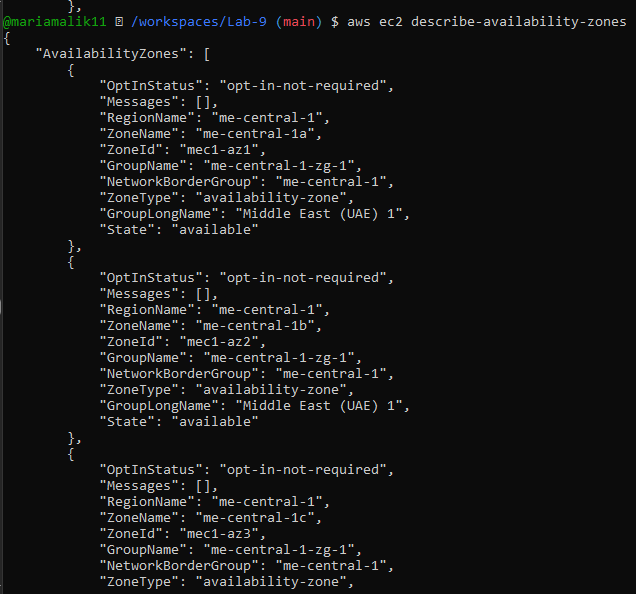 },
@mariamalik11 /workspaces/Lab-9 (main) $ aws ec2 describe-availability-zones
{
    "AvailabilityZones": [
        {
            "OptInStatus": "opt-in-not-required",
            "Messages": [],
            "RegionName": "me-central-1",
            "ZoneName": "me-central-1a",
            "ZoneId": "mec1-az1",
            "GroupName": "me-central-1-zg-1",
            "NetworkBorderGroup": "me-central-1",
            "ZoneType": "availability-zone",
            "GroupLongName": "Middle East (UAE) 1",
            "State": "available"
        },
        {
            "OptInStatus": "opt-in-not-required",
            "Messages": [],
            "RegionName": "me-central-1",
            "ZoneName": "me-central-1b",
            "ZoneId": "mec1-az2",
            "GroupName": "me-central-1-zg-1",
            "NetworkBorderGroup": "me-central-1",
            "ZoneType": "availability-zone",
            "GroupLongName": "Middle East (UAE) 1",
            "State": "available"
        },
        {
            "OptInStatus": "opt-in-not-required",
            "Messages": [],
            "RegionName": "me-central-1",
            "ZoneName": "me-central-1c",
            "ZoneId": "mec1-az3",
            "GroupName": "me-central-1-zg-1",
            "NetworkBorderGroup": "me-central-1",
            "ZoneType": "availability-zone",